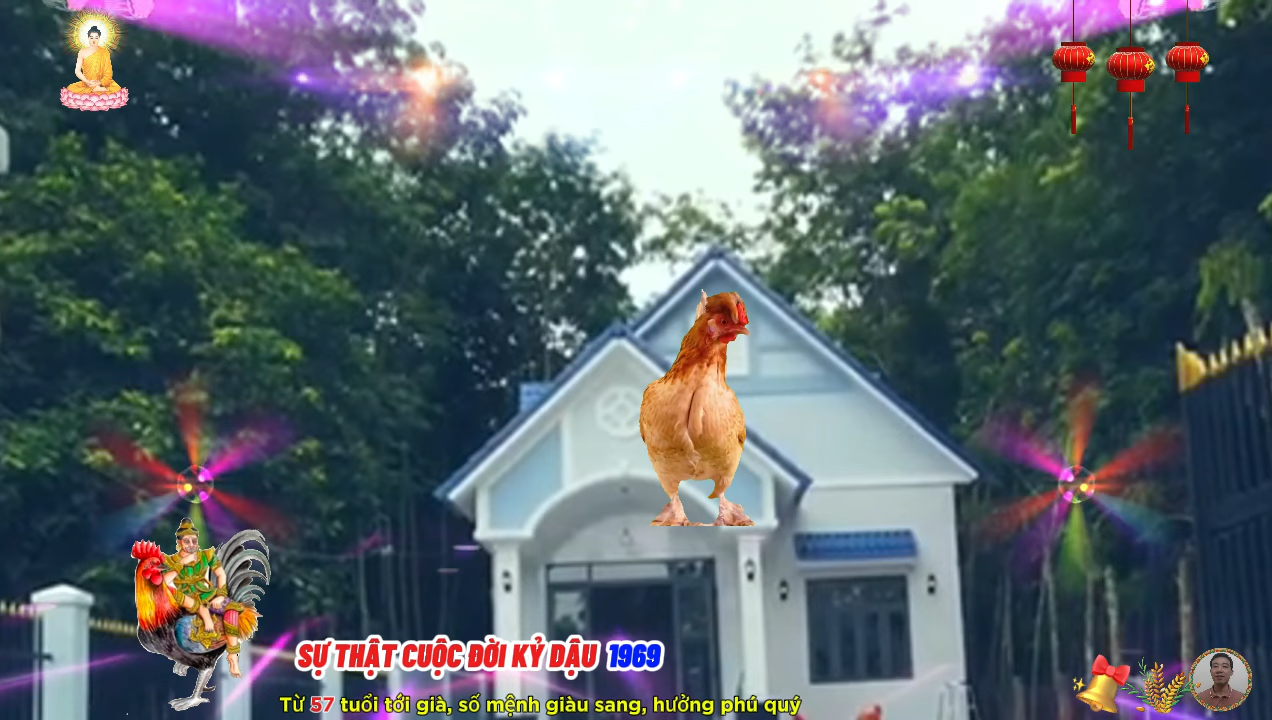 SỰ THẬT CUỘC ĐỜI KỶ DẬU 1969
Từ 57 tuổi tới già, số mệnh giàu sang, hưởng phú quý